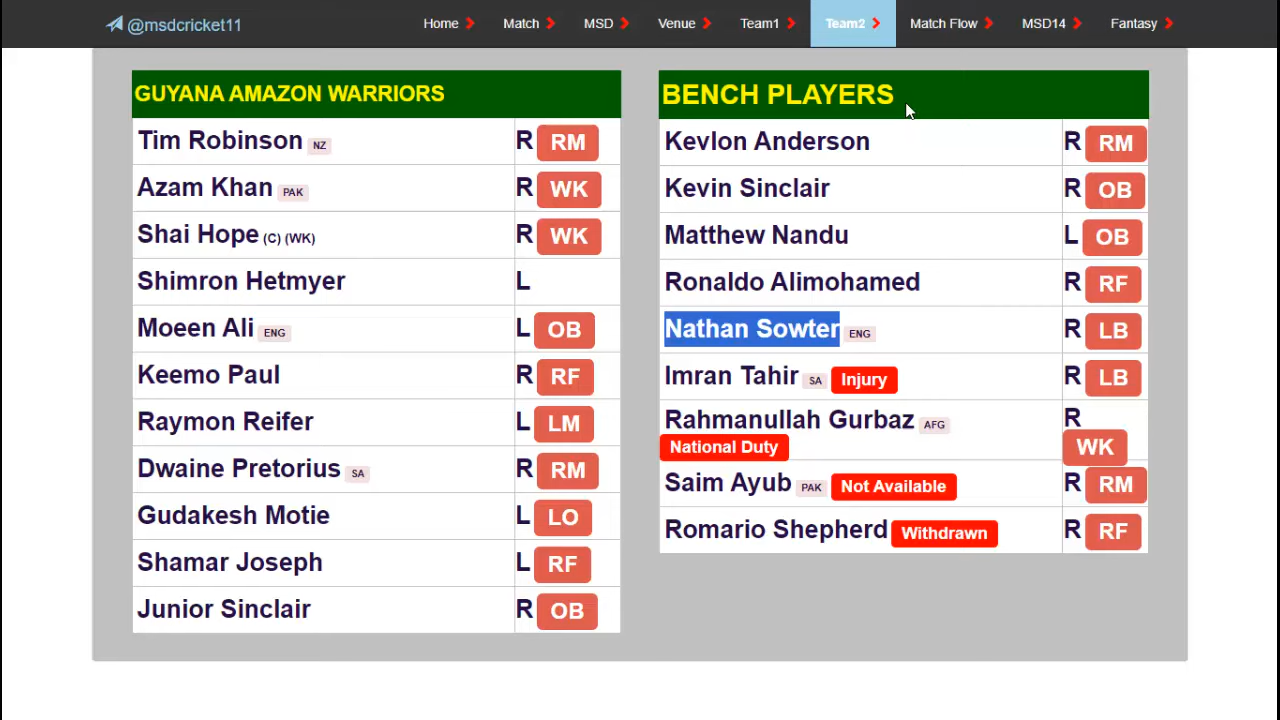 @msdcricket11 Home Match MSD Venue Team1 Team2 Match Flow MSD14 Fantasy
GUYANA AMAZON WARRIORS
Tim Robinson NZ R RM
Azam Khan PAK R WK
Shai Hope (C) (WK) R WK
Shimron Hetmyer L
Moeen Ali ENG L OB
Keemo Paul R RF
Raymon Reifer L LM
Dwaine Pretorius SA R RM
Gudakesh Motie L LO
Shamar Joseph L RF
Junior Sinclair R OB
BENCH PLAYERS
Kevlon Anderson R RM
Kevin Sinclair R OB
Matthew Nandu L OB
Ronaldo Alimohamed R RF
Nathan Sowter ENG R LB
Imran Tahir SA Injury R LB
Rahmanullah Gurbaz AFG R
National Duty WK
Saim Ayub PAK Not Available R RM
Romario Shepherd Withdrawn R RF